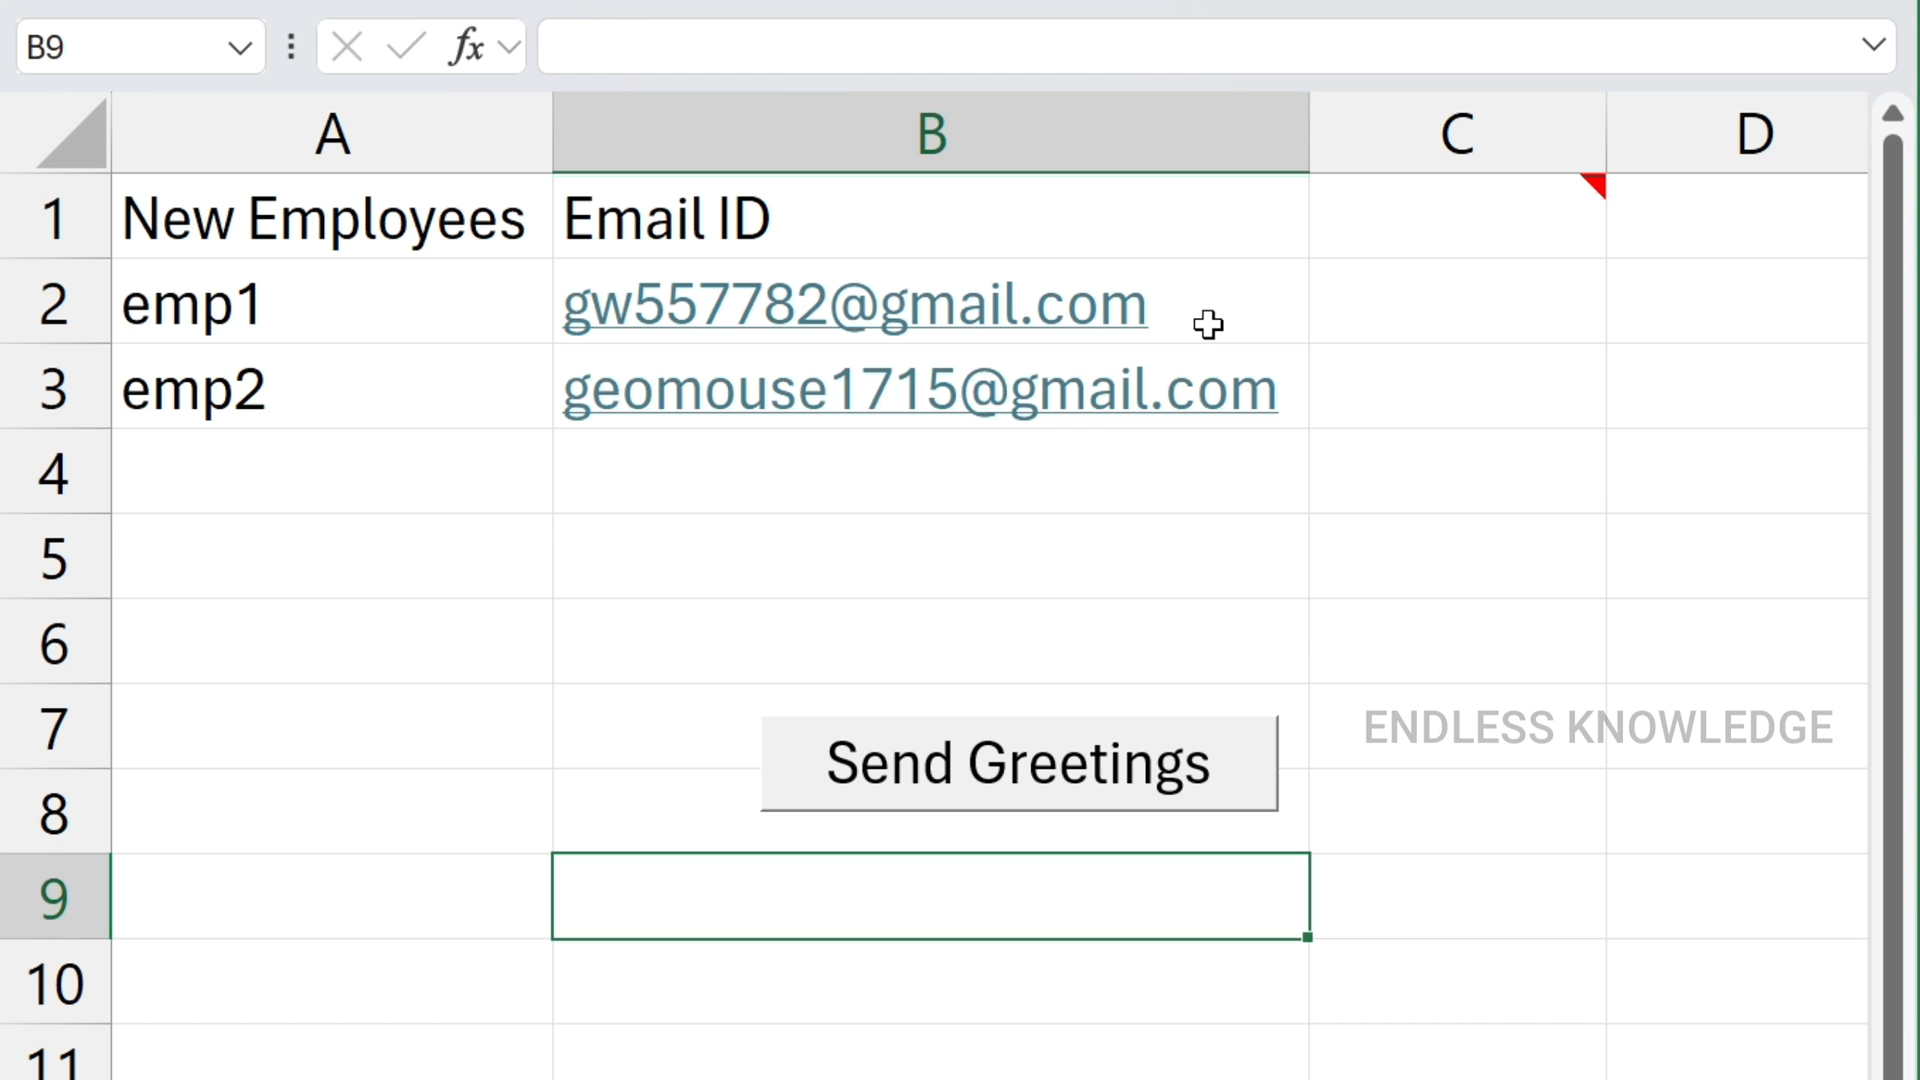 B9
fx
A B C D
1 New Employees Email ID
2 emp1 gw557782@gmail.com
3 emp2 geomouse1715@gmail.com
4
5
6
7 ENDLESS KNOWLEDGE
Send Greetings
8
9
10
11